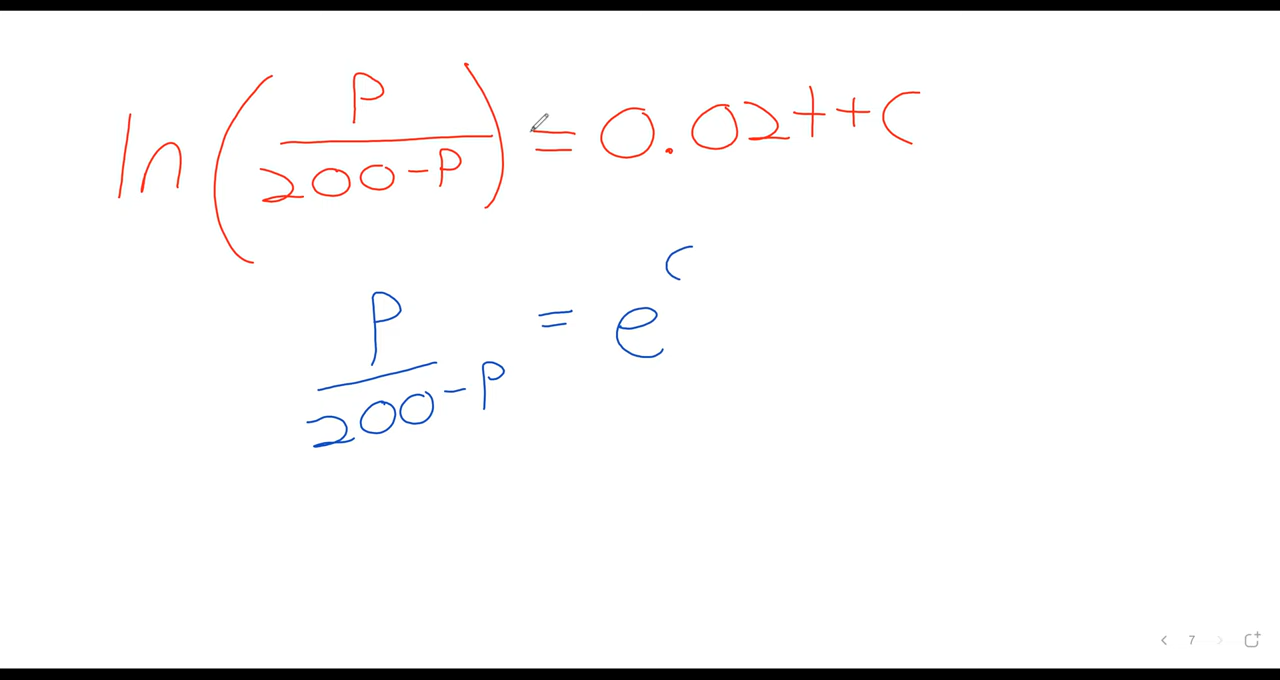 ln(P/(200-P)) = 0.02t+C
P/(200-P) = e^C
7